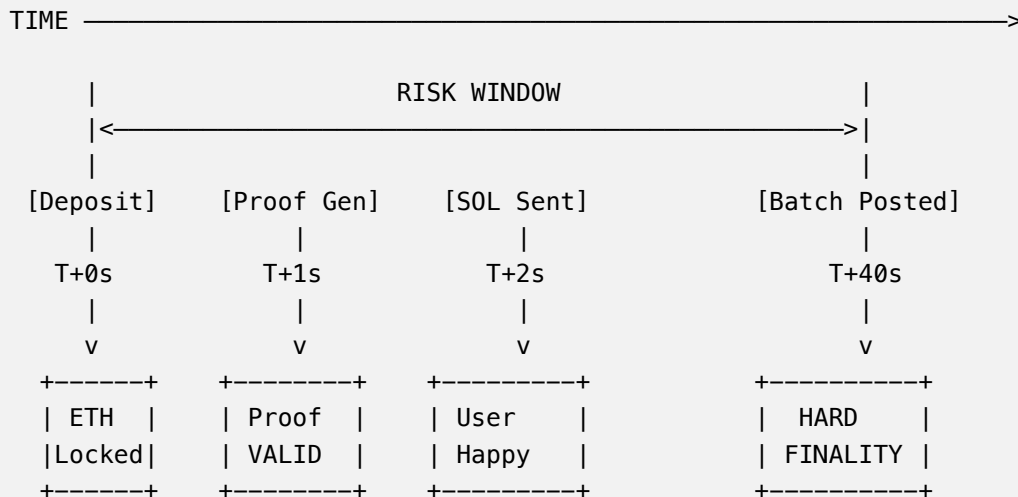 TIME ————————————————————————————————>
| RISK WINDOW |
|<——————————————————————————>|
| |
[Deposit] [Proof Gen] [SOL Sent] [Batch Posted]
| | | |
T+0s T+1s T+2s T+40s
| | | |
v v v v
+------+ +--------+ +---------+ +----------+
| ETH | | Proof | | User | | HARD |
|Locked| | VALID | | Happy | | FINALITY |
+------+ +--------+ +---------+ +----------+